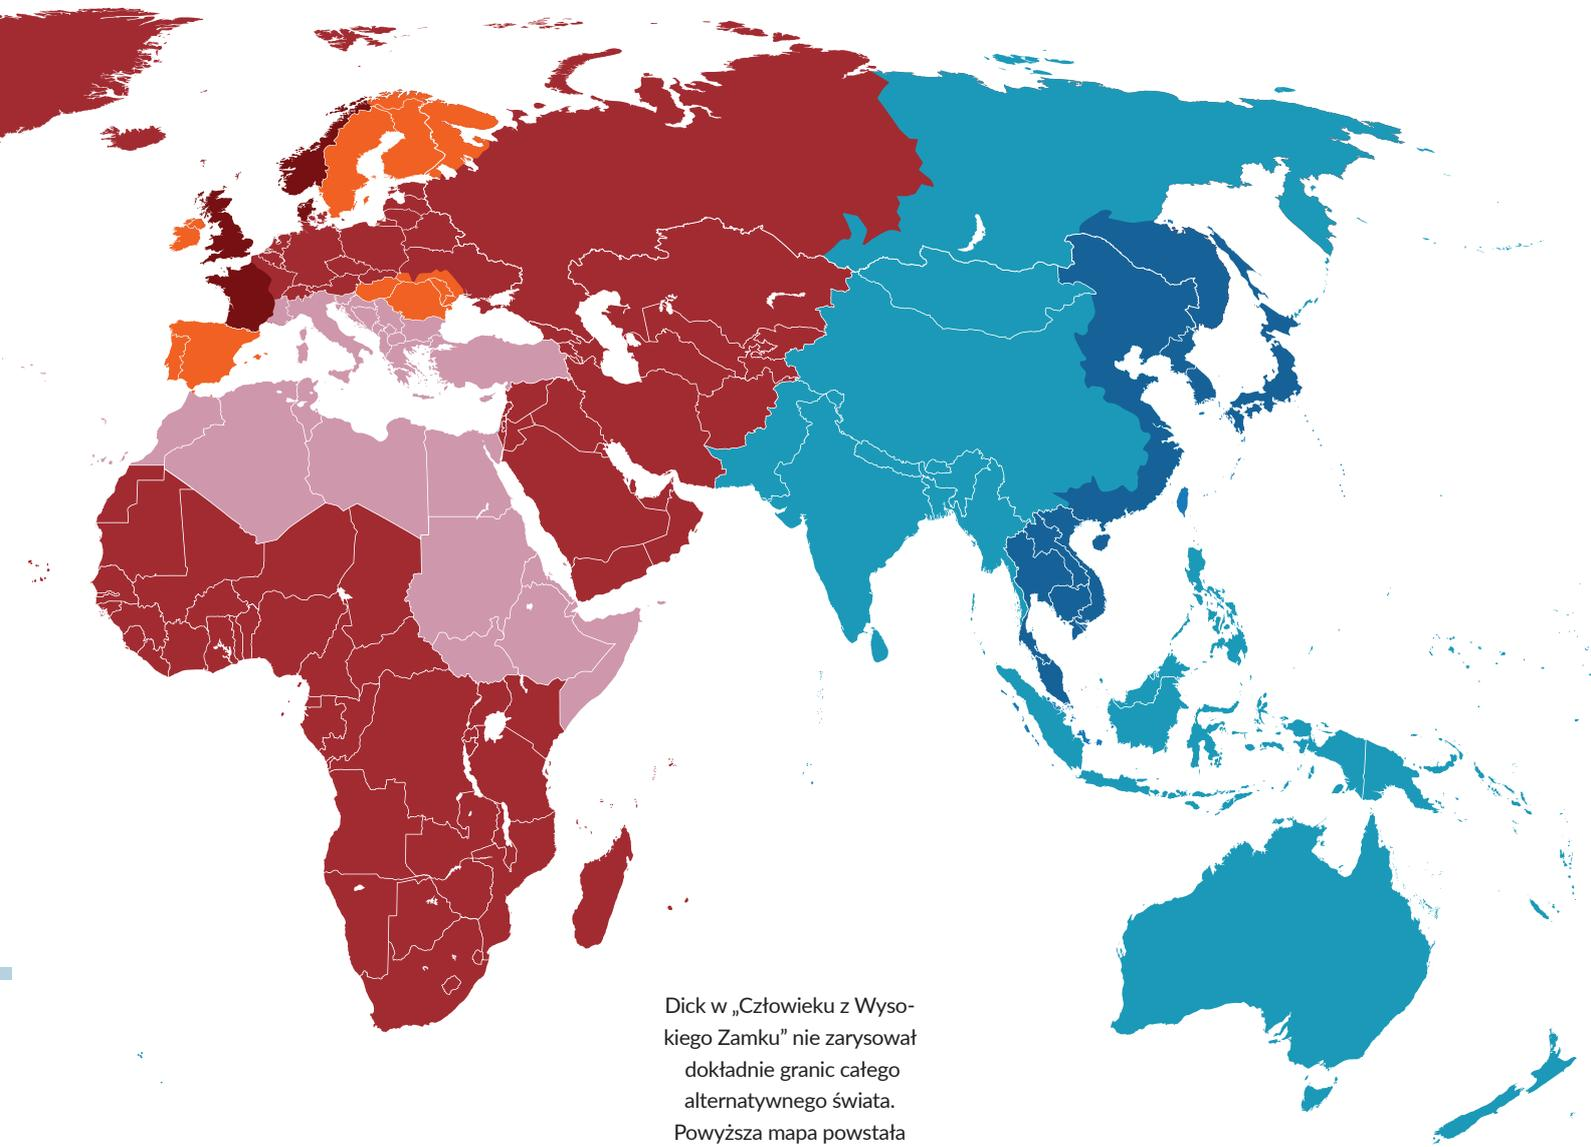 Dick w „Człowieku z Wyso-
kiego Zamku” nie zarysował
dokładnie granic całego
alternatywnego świata.
Powyższa mapa powstała